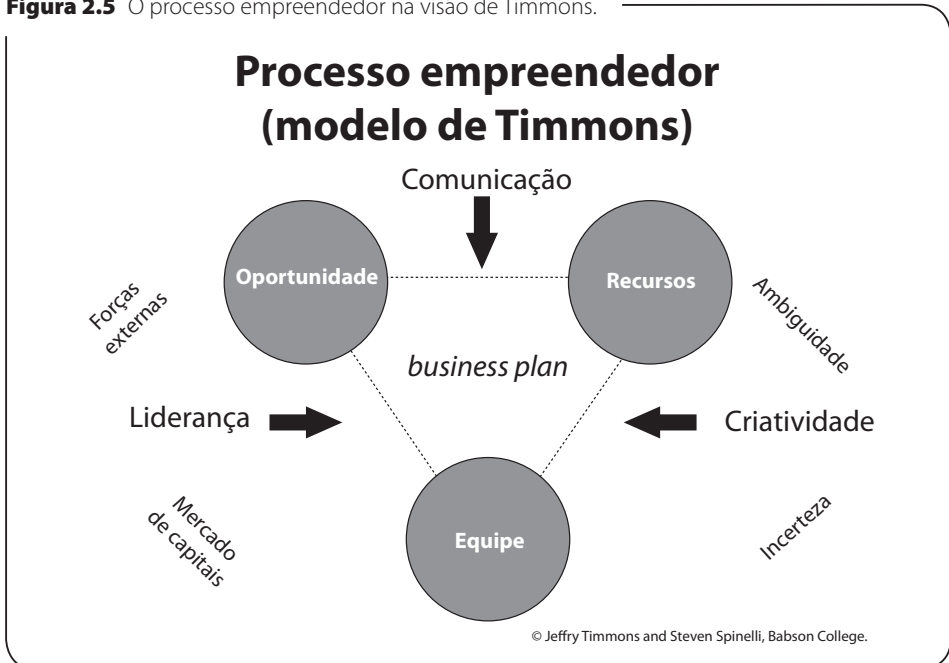 Figura 2.5 O processo empreendedor na visão de Timmons.
Processo empreendedor
(modelo de Timmons)
Comunicação
Oportunidade
Recursos
Forças
externas
Ambiguidade
business plan
Liderança
Criatividade
Mercado
de capitais
Equipe
Incerteza
© Jeffry Timmons and Steven Spinelli, Babson College.